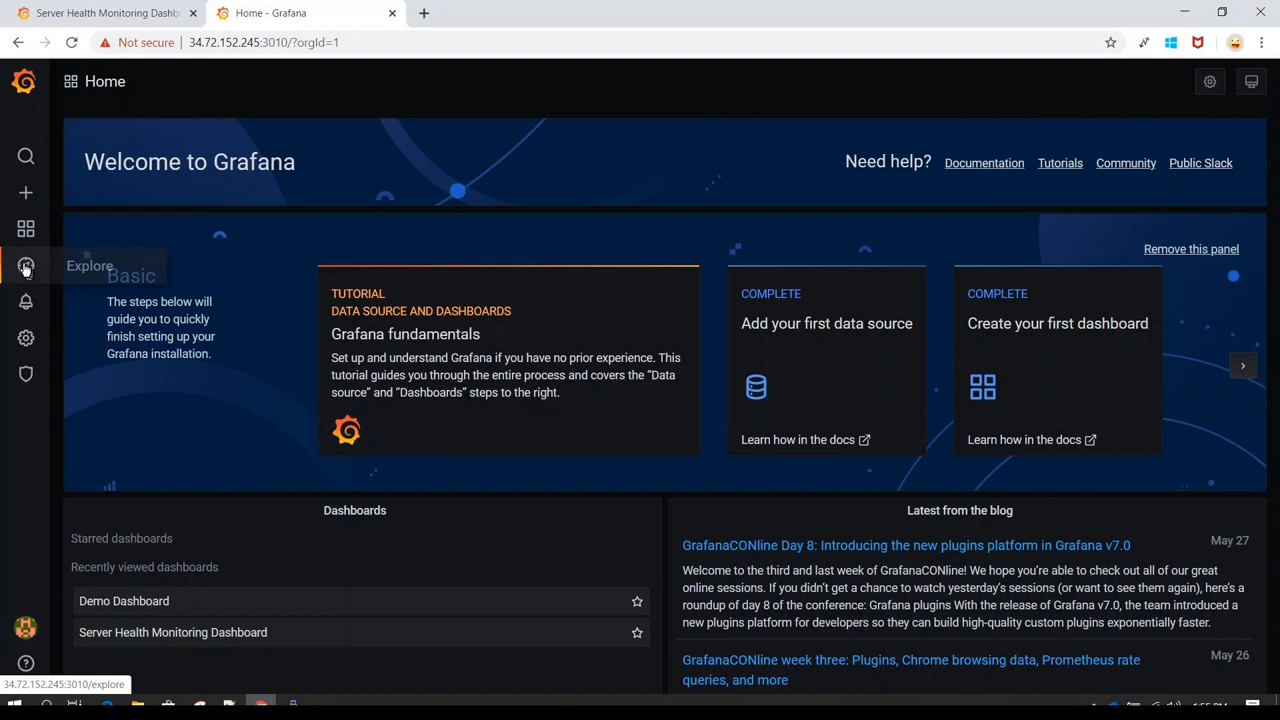 Server Health Monitoring Dashb
Home - Grafana
Not secure
34.72.152.245:3010/?orgId=1
Home
Welcome to Grafana
Need help?
Documentation
Tutorials
Community
Public Slack
Remove this panel
Explore
Basic
The steps below will
guide you to quickly
finish setting up your
Grafana installation.
TUTORIAL
DATA SOURCE AND DASHBOARDS
Grafana fundamentals
Set up and understand Grafana if you have no prior experience. This
tutorial guides you through the entire process and covers the “Data
source” and “Dashboards” steps to the right.
COMPLETE
Add your first data source
Learn how in the docs
COMPLETE
Create your first dashboard
Learn how in the docs
Dashboards
Starred dashboards
Recently viewed dashboards
Demo Dashboard
Server Health Monitoring Dashboard
Latest from the blog
GrafanaCONline Day 8: Introducing the new plugins platform in Grafana v7.0
May 27
Welcome to the third and last week of GrafanaCONline! We hope you’re able to check out all of our great
online sessions. If you didn’t get a chance to watch yesterday’s sessions (or want to see them again), here’s a
roundup of day 8 of the conference: Grafana plugins With the release of Grafana v7.0, the team introduced a
new plugins platform for developers so they can build high-quality custom plugins exponentially faster.
GrafanaCONline week three: Plugins, Chrome browsing data, Prometheus rate
queries, and more
May 26
34.72.152.245:3010/explore